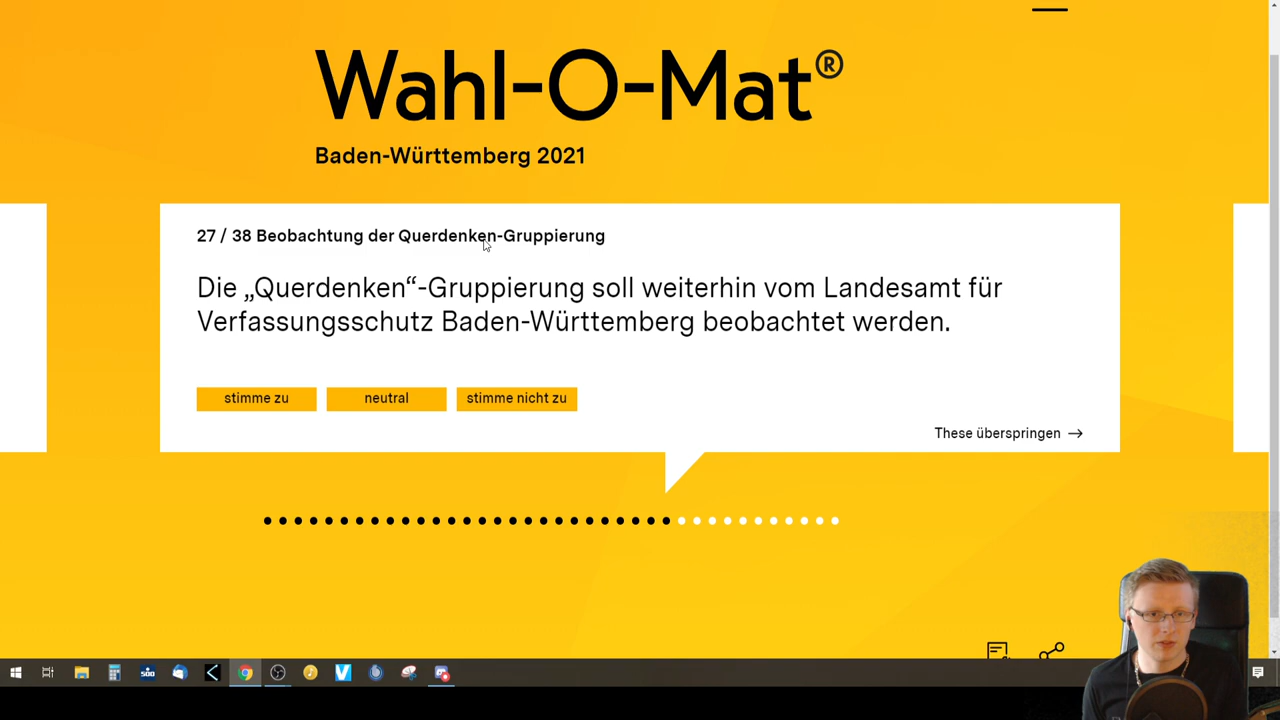 Wahl-O-Mat®
Baden-Württemberg 2021
27 / 38 Beobachtung der Querdenken-Gruppierung
Die „Querdenken“-Gruppierung soll weiterhin vom Landesamt für
Verfassungsschutz Baden-Württemberg beobachtet werden.
stimme zu neutral stimme nicht zu
These überspringen →
500